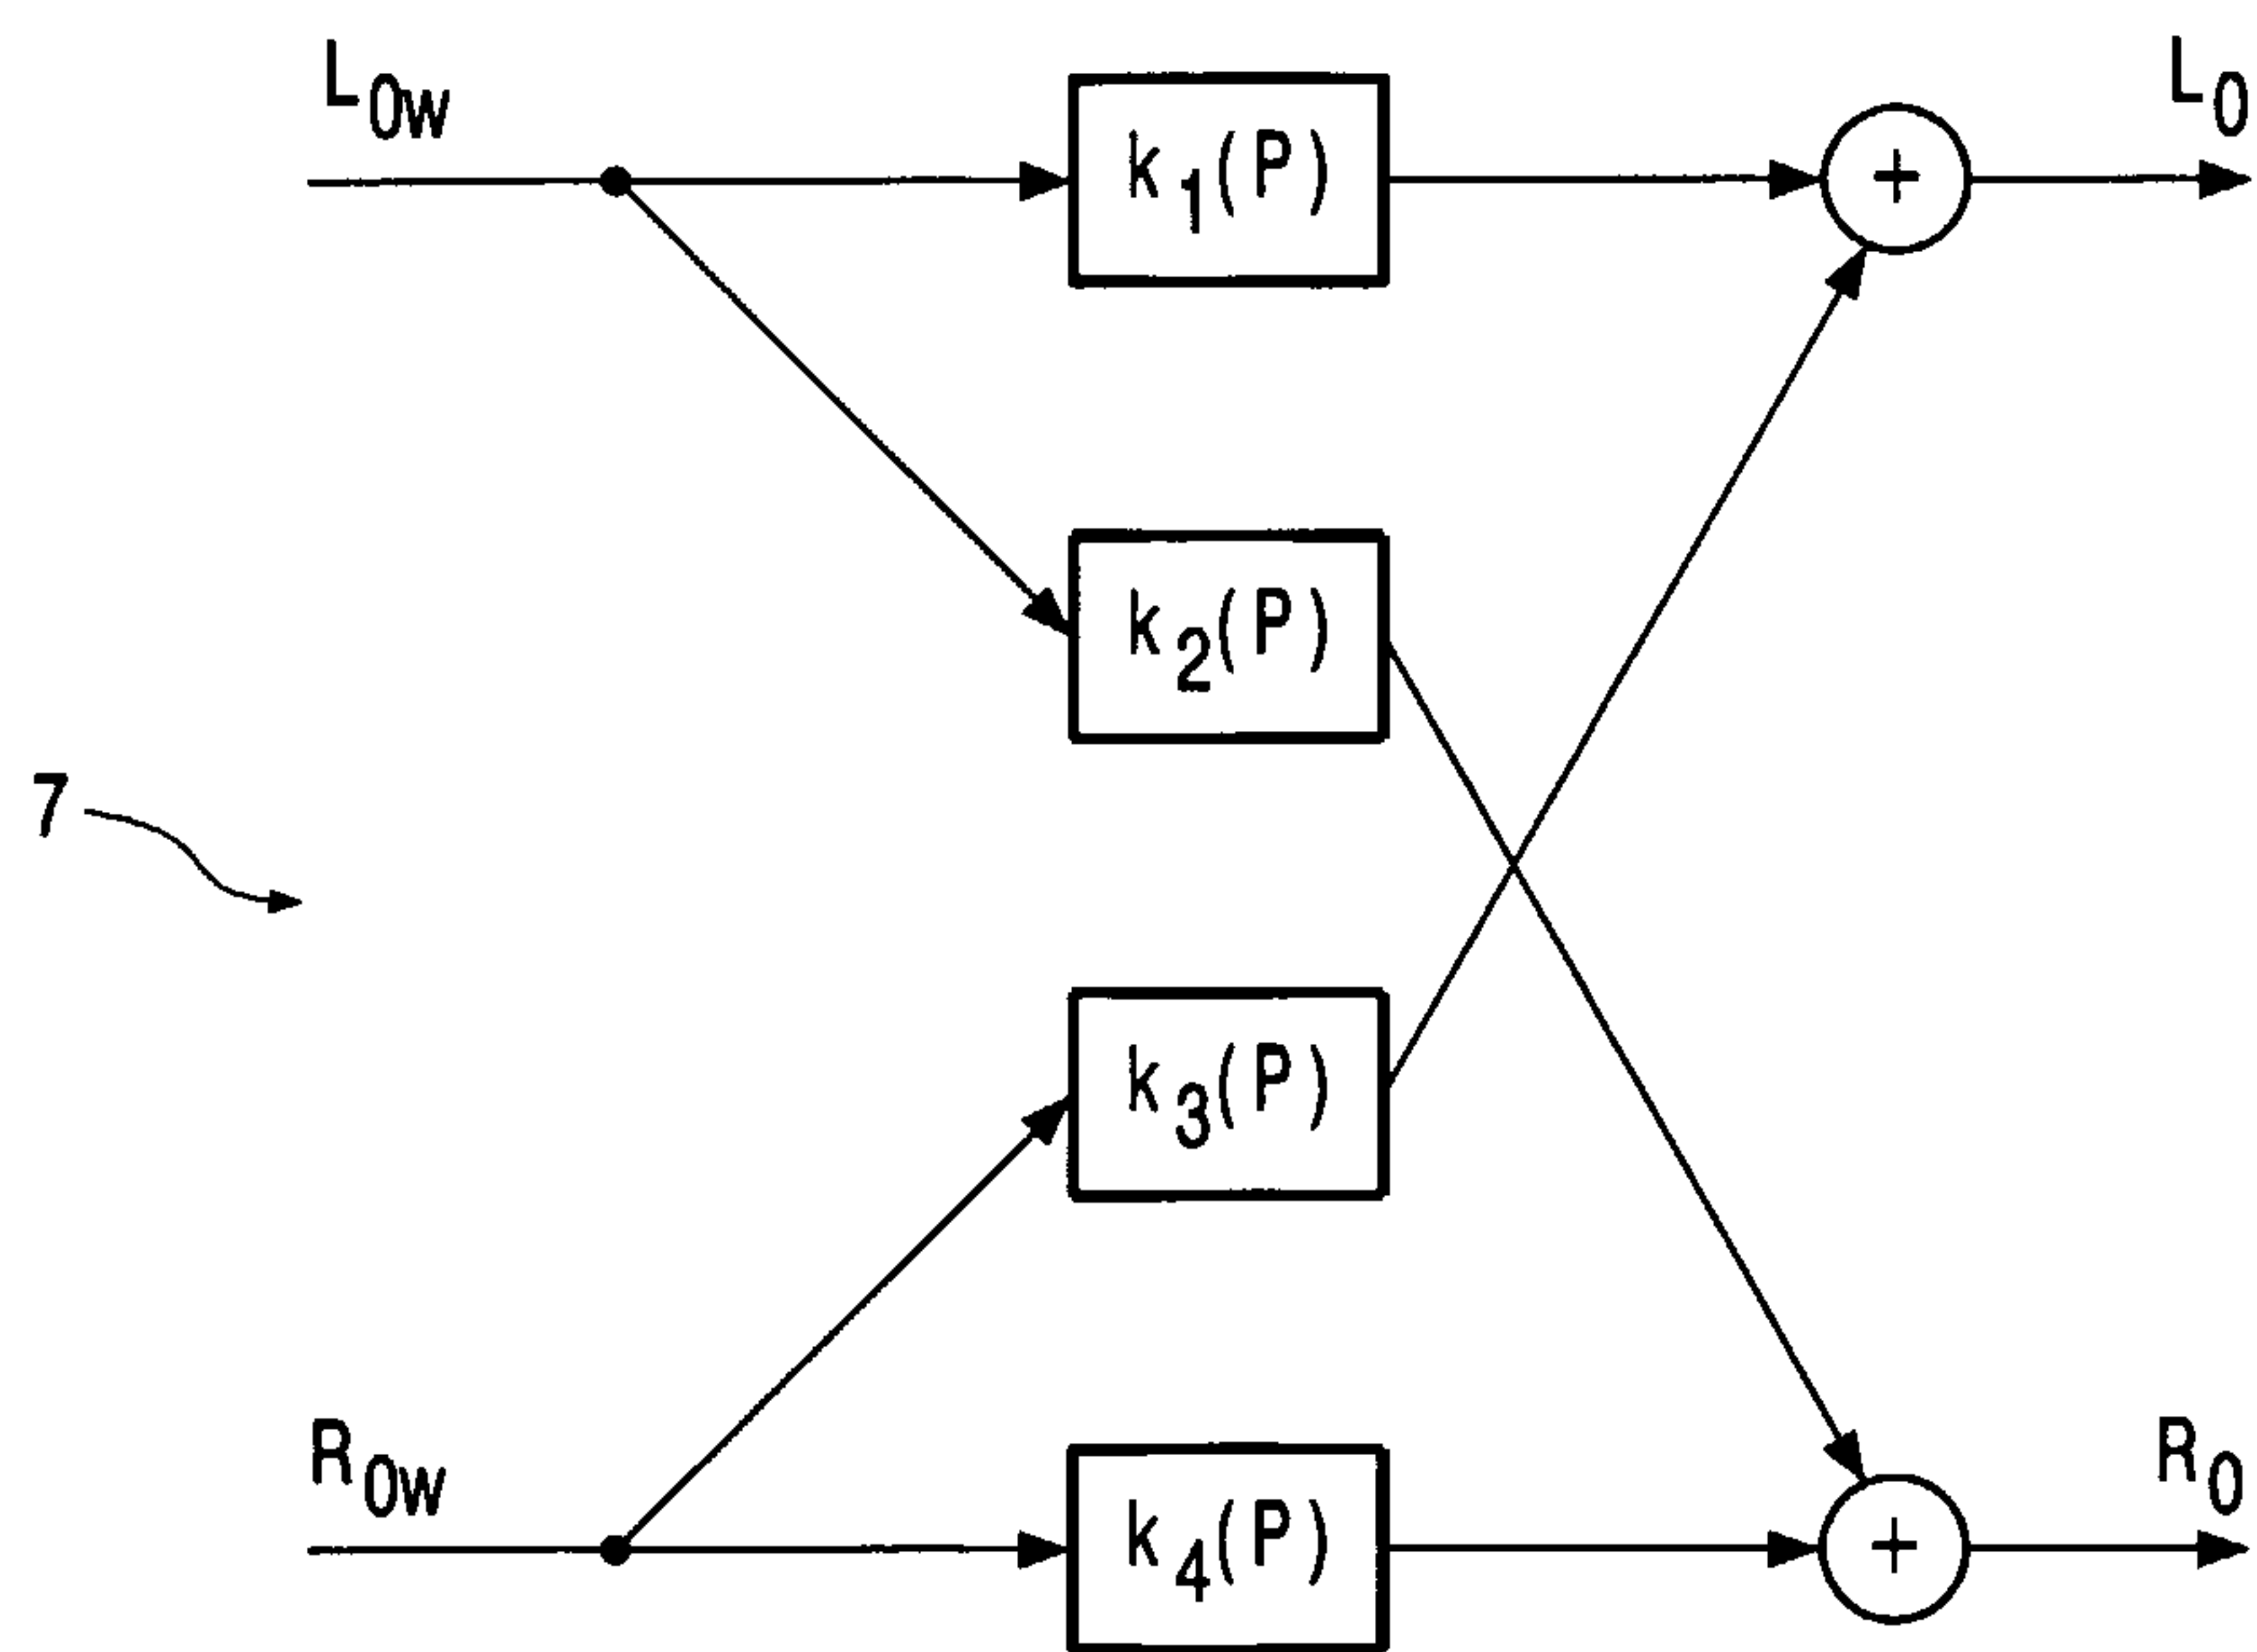 L0w
k1(P)
+
L0
k2(P)
7
k3(P)
R0w
k4(P)
+
R0